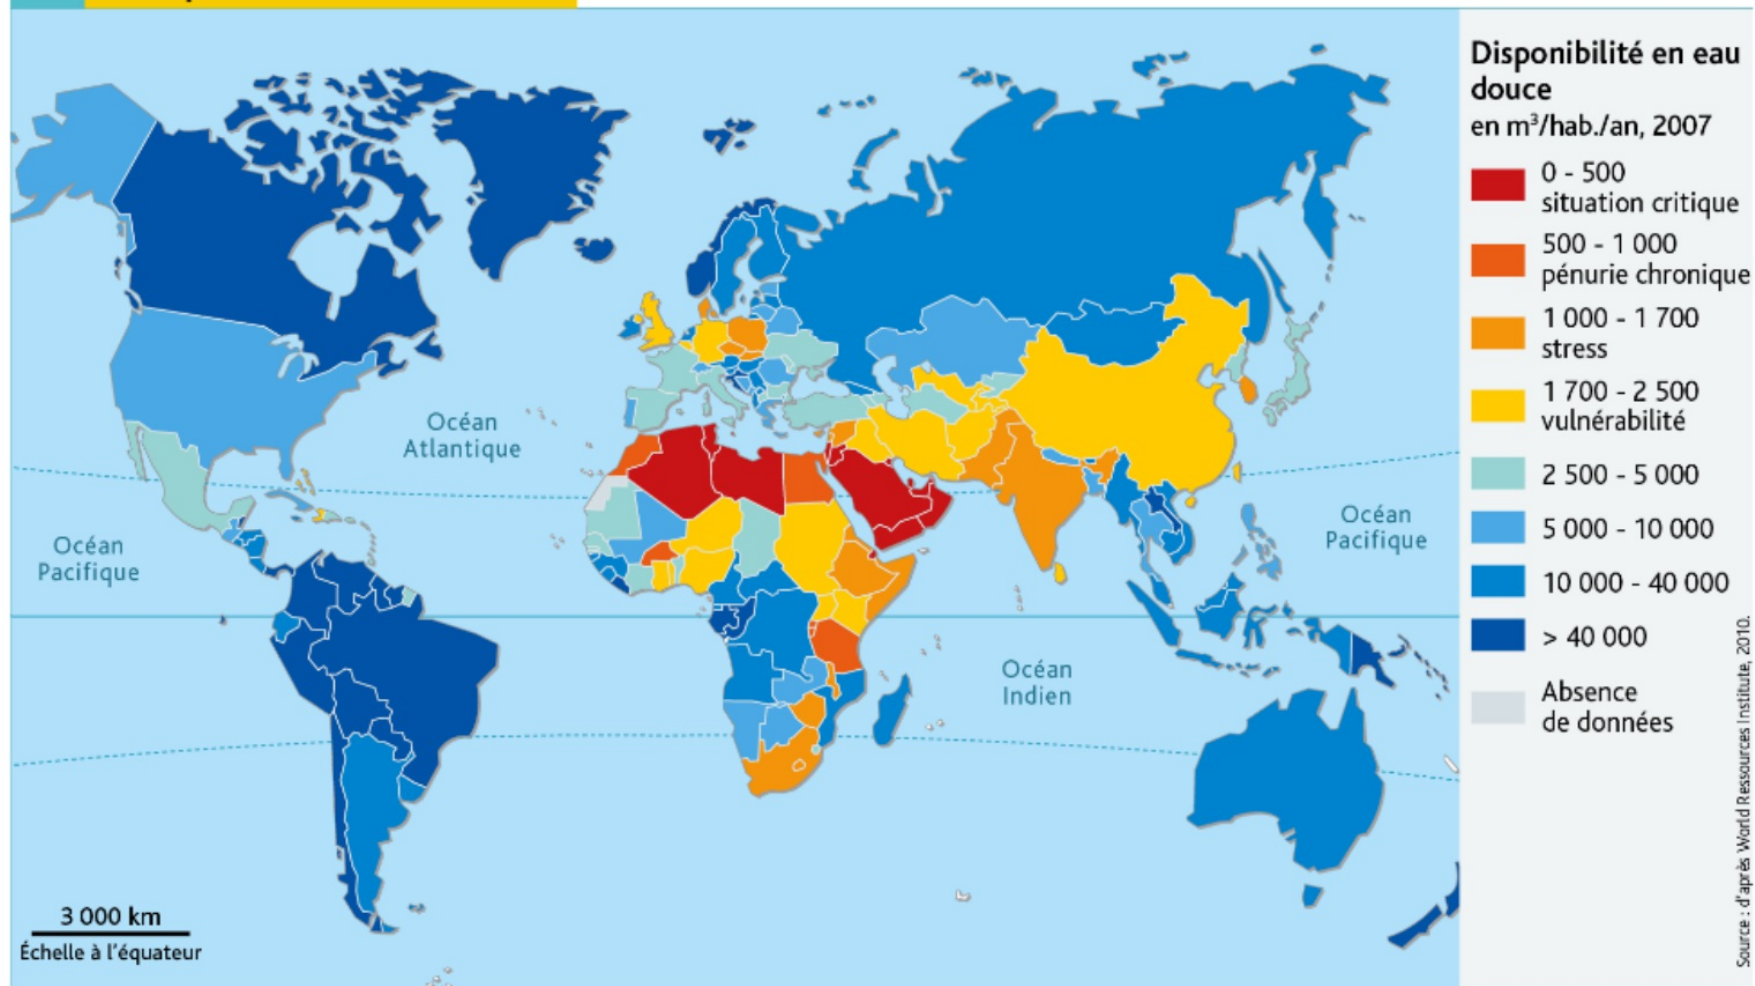 Océan
Atlantique
Océan
Pacifique
Océan
Pacifique
Océan
Indien
3 000 km
Échelle à l'équateur
Disponibilité en eau
douce
en m³/hab./an, 2007
0 - 500
situation critique
500 - 1 000
pénurie chronique
1 000 - 1 700
stress
1 700 - 2 500
vulnérabilité
2 500 - 5 000
5 000 - 10 000
10 000 - 40 000
> 40 000
Absence
de données
Source : d'après World Ressources Institute, 2010.